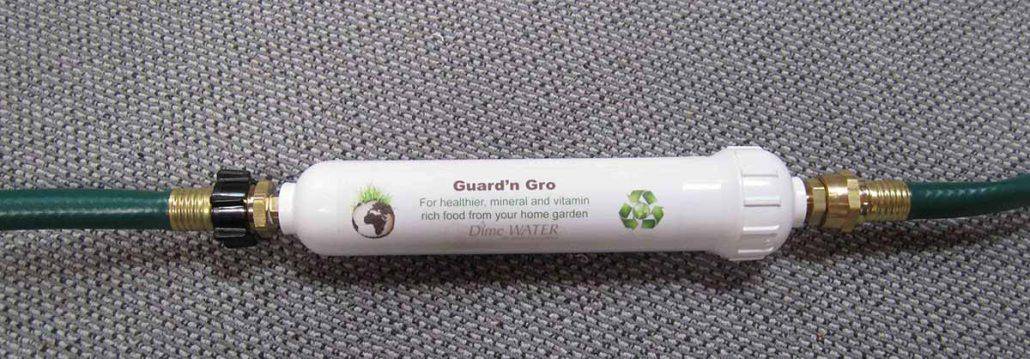 Guard'n Gro
For healthier, mineral and vitamin
rich food from your home garden
Dime WATER